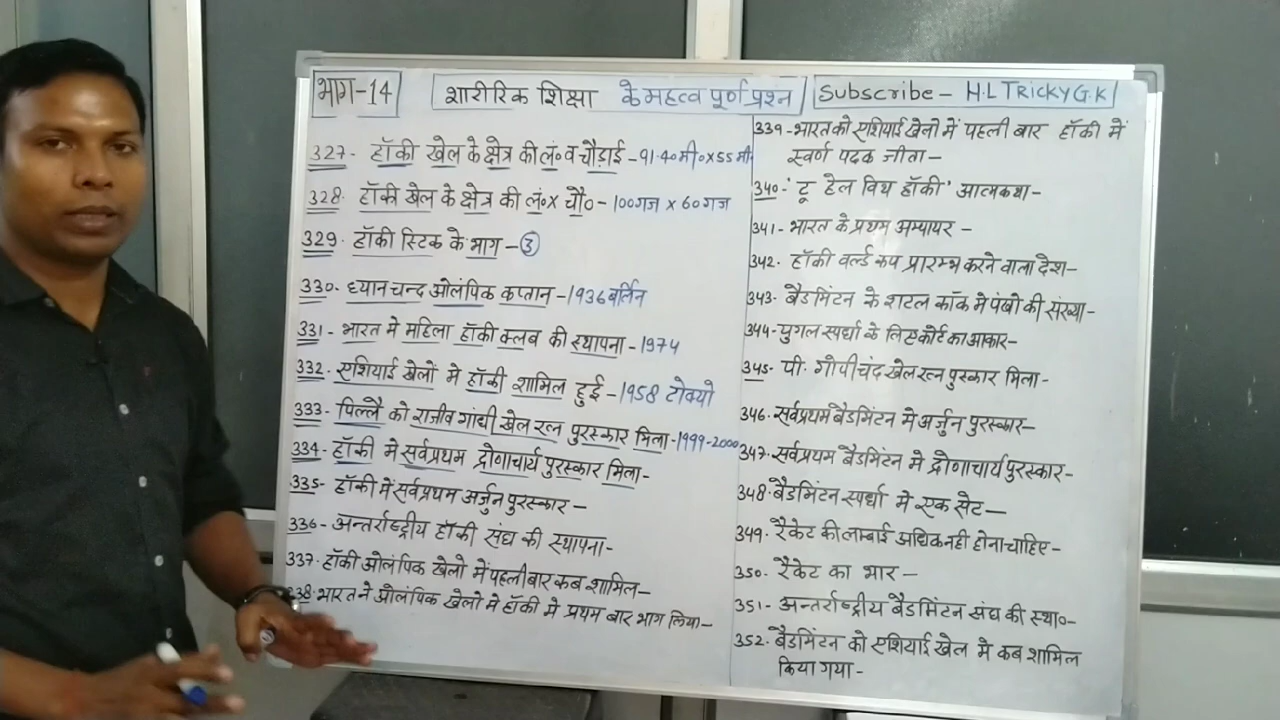 भाग-14
शारीरिक शिक्षा के महत्व पूर्ण प्रश्न
Subscribe - H.L TRICKY G.K
327- हॉकी खेल के क्षेत्र की लं० व चौड़ाई - 91.40मी० x 55 मी०
328. हॉकी खेल के क्षेत्र की लं० x चौ० - 100गज x 60 गज
329. हॉकी स्टिक के भाग - 3
330. ध्यान चन्द ओलंपिक कप्तान - 1936 बर्लिन
331 - भारत मे महिला हॉकी क्लब की स्थापना - 1974
332. एशियाई खेलों मे हॉकी शामिल हुई - 1958 टोक्यो
333. पिल्लै को राजीव गांधी खेल रत्न पुरस्कार मिला - 1999-2000
334. हॉकी मे सर्वप्रथम द्रोणाचार्य पुरस्कार मिला -
335- हॉकी में सर्वप्रथम अर्जुन पुरस्कार -
336- अन्तर्राष्ट्रीय हॉकी संघ की स्थापना-
337. हॉकी ओलंपिक खेलो में पहली बार कब शामिल-
338. भारत ने ओलंपिक खेलो मे हॉकी मे प्रथम बार भाग लिया-
339- भारत को एशियाई खेलो में पहली बार हॉकी में
स्वर्ण पदक जीता-
340- 'टू हेल विथ हॉकी' आत्मकथा-
341- भारत के प्रथम अम्पायर -
342. हॉकी वर्ल्ड कप प्रारम्भ करने वाला देश-
343- बैडमिंटन के शटल कॉक मे पंखो की संख्या-
344- युगल स्पर्धा के लिए कोर्ट का आकार-
345- पी. गोपीचंद खेल रत्न पुरस्कार मिला-
346. सर्वप्रथम बैडमिंटन मे अर्जुन पुरस्कार-
347. सर्वप्रथम बैडमिंटन मे द्रोणाचार्य पुरस्कार-
348. बैडमिंटन स्पर्धा मे एक सेट-
349. रैकेट की लम्बाई अधिक नही होना चाहिए-
350. रैकेट का भार -
351- अन्तर्राष्ट्रीय बैडमिंटन संघ की स्था०-
352. बैडमिंटन को एशियाई खेल मे कब शामिल
किया गया-